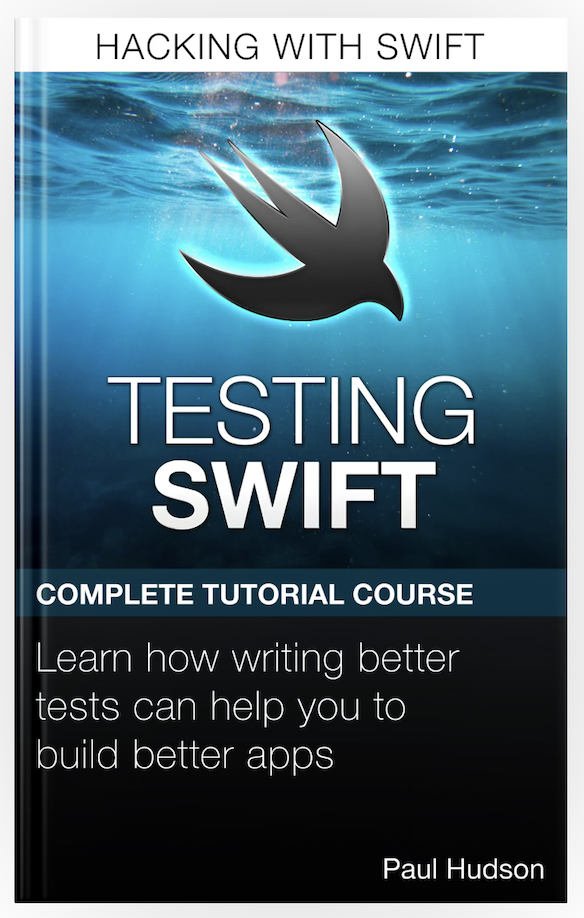 HACKING WITH SWIFT
TESTING
SWIFT
COMPLETE TUTORIAL COURSE
Learn how writing better
tests can help you to
build better apps
Paul Hudson